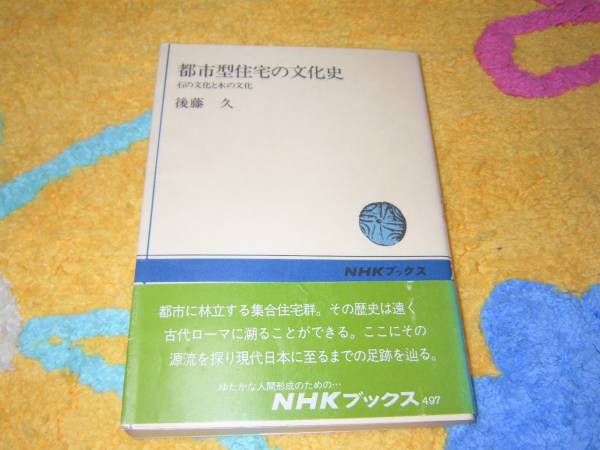 都市型住宅の文化史
石の文化と木の文化
後藤 久
NHKブックス
都市に林立する集合住宅群。その歴史は遠く
古代ローマに溯ることができる。ここにその
源流を探り現代日本に至るまでの足跡を辿る。
ゆたかな人間形成のための…
NHKブックス 497